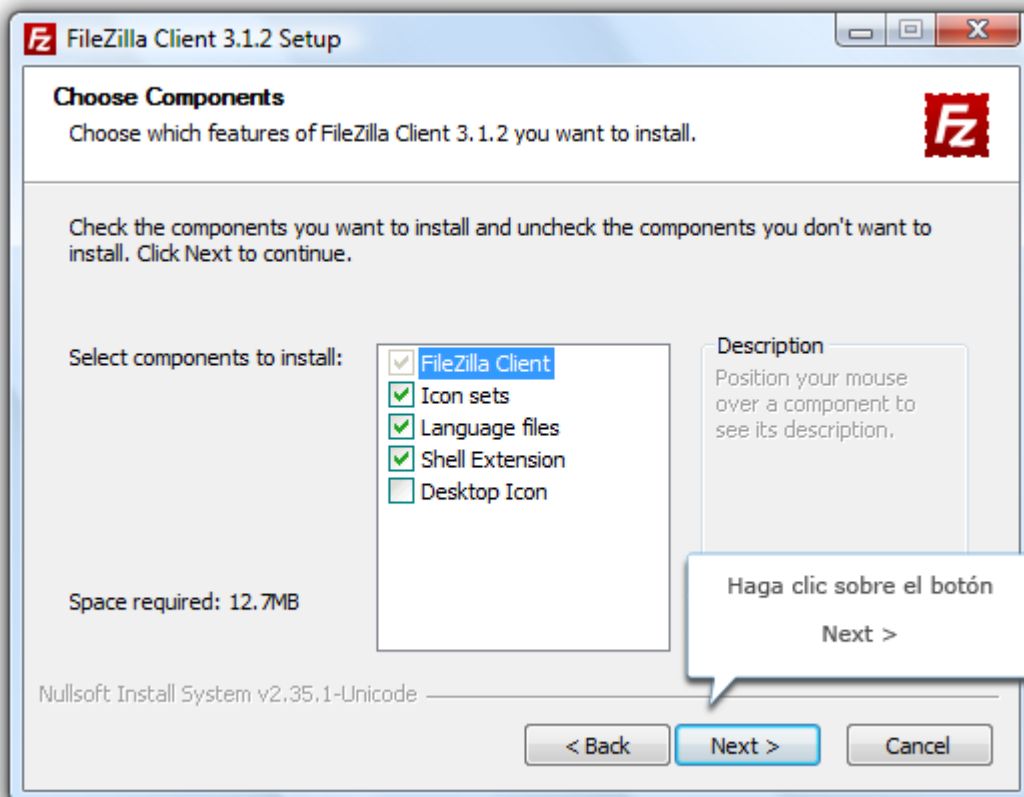 FileZilla Client 3.1.2 Setup
Choose Components
Choose which features of FileZilla Client 3.1.2 you want to install.
Fz
Check the components you want to install and uncheck the components you don't want to
install. Click Next to continue.
Select components to install:
FileZilla Client
Icon sets
Language files
Shell Extension
Desktop Icon
Description
Position your mouse
over a component to
see its description.
Space required: 12.7MB
Haga clic sobre el botón
Next >
Nullsoft Install System v2.35.1-Unicode
< Back
Next >
Cancel